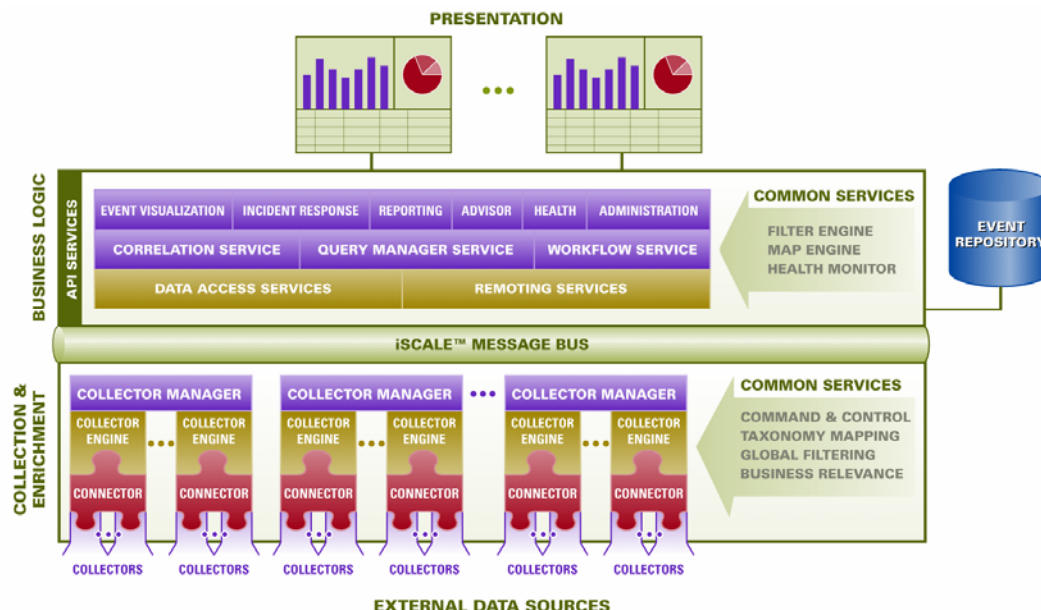 PRESENTATION
BUSINESS LOGIC
API SERVICES
EVENT VISUALIZATION
INCIDENT RESPONSE
REPORTING
ADVISOR
HEALTH
ADMINISTRATION
CORRELATION SERVICE
QUERY MANAGER SERVICE
WORKFLOW SERVICE
DATA ACCESS SERVICES
REMOTING SERVICES
COMMON SERVICES
FILTER ENGINE
MAP ENGINE
HEALTH MONITOR
EVENT
REPOSITORY
iSCALE™ MESSAGE BUS
COLLECTION &
ENRICHMENT
COLLECTOR MANAGER
COLLECTOR MANAGER
COLLECTOR MANAGER
COLLECTOR
ENGINE
COLLECTOR
ENGINE
COLLECTOR
ENGINE
COLLECTOR
ENGINE
COLLECTOR
ENGINE
COLLECTOR
ENGINE
CONNECTOR
CONNECTOR
CONNECTOR
CONNECTOR
CONNECTOR
CONNECTOR
COLLECTORS
COLLECTORS
COLLECTORS
COLLECTORS
COLLECTORS
COLLECTORS
COMMON SERVICES
COMMAND & CONTROL
TAXONOMY MAPPING
GLOBAL FILTERING
BUSINESS RELEVANCE
EXTERNAL DATA SOURCES